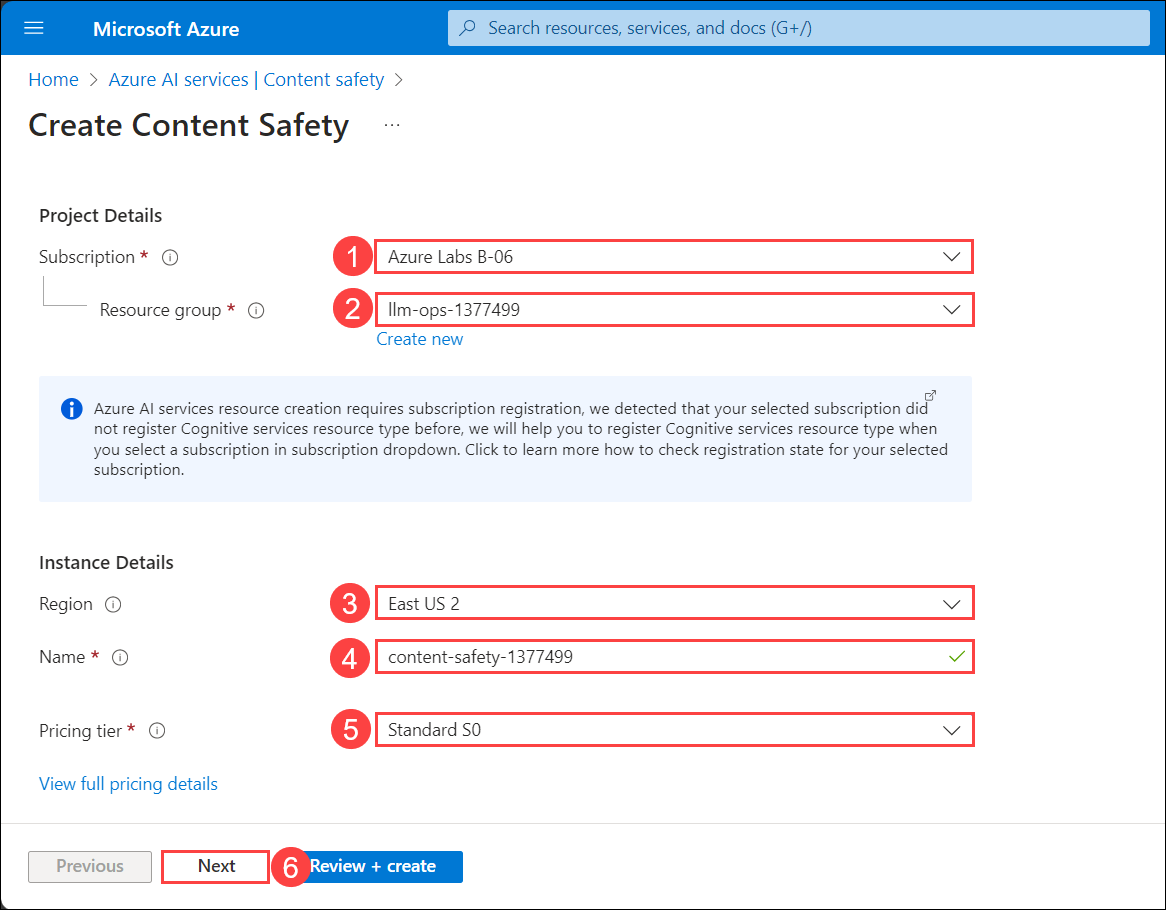 Microsoft Azure
Search resources, services, and docs (G+/)
Home > Azure AI services | Content safety >
Create Content Safety ...
Project Details
Subscription * 1 Azure Labs B-06
Resource group * 2 llm-ops-1377499
Create new
Azure AI services resource creation requires subscription registration, we detected that your selected subscription did
not register Cognitive services resource type before, we will help you to register Cognitive services resource type when
you select a subscription in subscription dropdown. Click to learn more how to check registration state for your selected
subscription.
Instance Details
Region 3 East US 2
Name * 4 content-safety-1377499
Pricing tier * 5 Standard S0
View full pricing details
Previous Next 6 Review + create